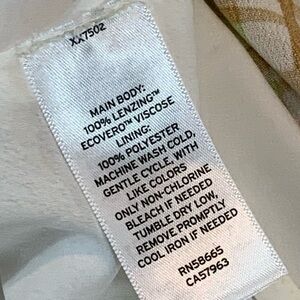 XX7502
MAIN BODY:
100% LENZING™
ECOVERO™ VISCOSE
LINING:
100% POLYESTER
MACHINE WASH COLD,
GENTLE CYCLE, WITH
LIKE COLORS
ONLY NON-CHLORINE
BLEACH IF NEEDED
TUMBLE DRY LOW,
REMOVE PROMPTLY
COOL IRON IF NEEDED
RN58665
CA57963